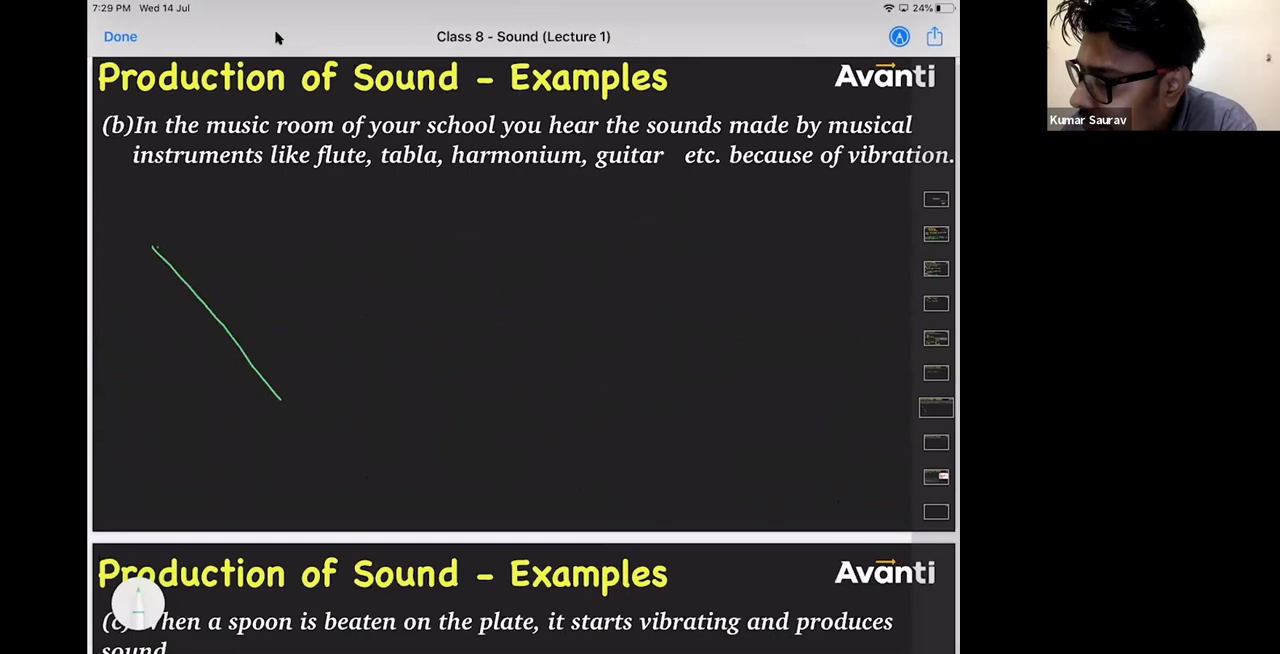 7:29 PM Wed 14 Jul
24%
Done
Class 8 - Sound (Lecture 1)
Production of Sound - Examples
Avanti
(b)In the music room of your school you hear the sounds made by musical
instruments like flute, tabla, harmonium, guitar etc. because of vibration.
Kumar Saurav
Production of Sound - Examples
Avanti
(c) When a spoon is beaten on the plate, it starts vibrating and produces
sound